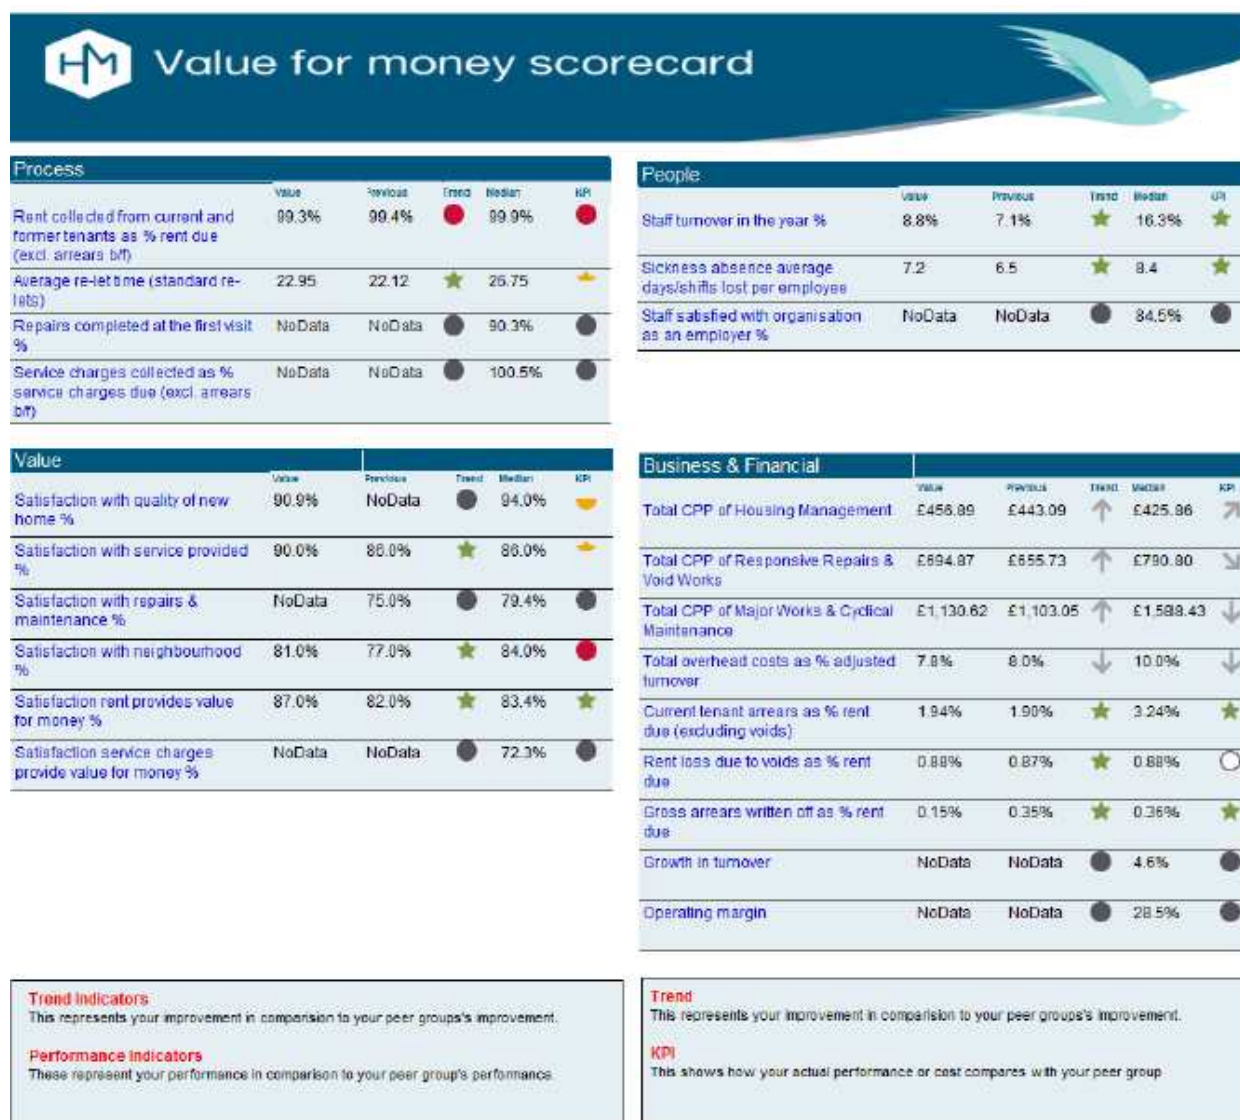 HM
Value for money scorecard
Process
Value Previous Trend Median KPI
Rent collected from current and 99.3% 99.4% 99.9%
former tenants as % rent due
(excl. arrears b/f)
Average re-let time (standard re- 22.95 22.12 26.75
lets)
Repairs completed at the first visit NoData NoData 90.3%
%
Service charges collected as % NoData NoData 100.5%
service charges due (excl. arrears
b/f)
Value
Value Previous Trend Median KPI
Satisfaction with quality of new 90.9% NoData 94.0%
home %
Satisfaction with service provided 90.0% 86.0% 86.0%
%
Satisfaction with repairs & NoData 75.0% 79.4%
maintenance %
Satisfaction with neighbourhood 81.0% 77.0% 84.0%
%
Satisfaction rent provides value 87.0% 82.0% 83.4%
for money %
Satisfaction service charges NoData NoData 72.3%
provide value for money %
People
Value Previous Trend Median KPI
Staff turnover in the year % 8.8% 7.1% 16.3%
Sickness absence average 7.2 6.5 8.4
days/shifts lost per employee
Staff satisfied with organisation NoData NoData 84.5%
as an employer %
Business & Financial
Value Previous Trend Median KPI
Total CPP of Housing Management £456.89 £443.09 £425.86
Total CPP of Responsive Repairs & £694.87 £655.73 £790.80
Void Works
Total CPP of Major Works & Cyclical £1,130.62 £1,103.05 £1,588.43
Maintenance
Total overhead costs as % adjusted 7.8% 8.0% 10.0%
turnover
Current tenant arrears as % rent 1.94% 1.90% 3.24%
due (excluding voids)
Rent loss due to voids as % rent 0.88% 0.87% 0.88%
due
Gross arrears written off as % rent 0.15% 0.35% 0.36%
due
Growth in turnover NoData NoData 4.6%
Operating margin NoData NoData 28.5%
Trend Indicators
This represents your improvement in comparision to your peer groups's improvement.
Performance Indicators
These represent your performance in comparison to your peer group's performance.
Trend
This represents your improvement in comparision to your peer groups's improvement.
KPI
This shows how your actual performance or cost compares with your peer group